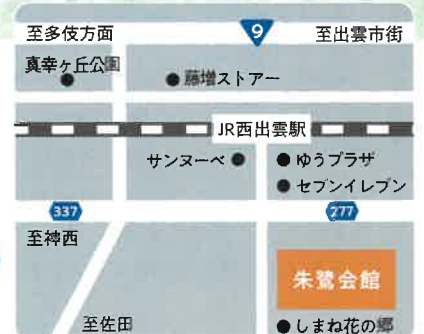 至多伎方面
9
至出雲市街
真幸ヶ丘公園
藤増ストアー
JR西出雲駅
サンヌーベ
ゆうプラザ
セブンイレブン
337
277
至神西
朱鷺会館
至佐田
しまね花の郷